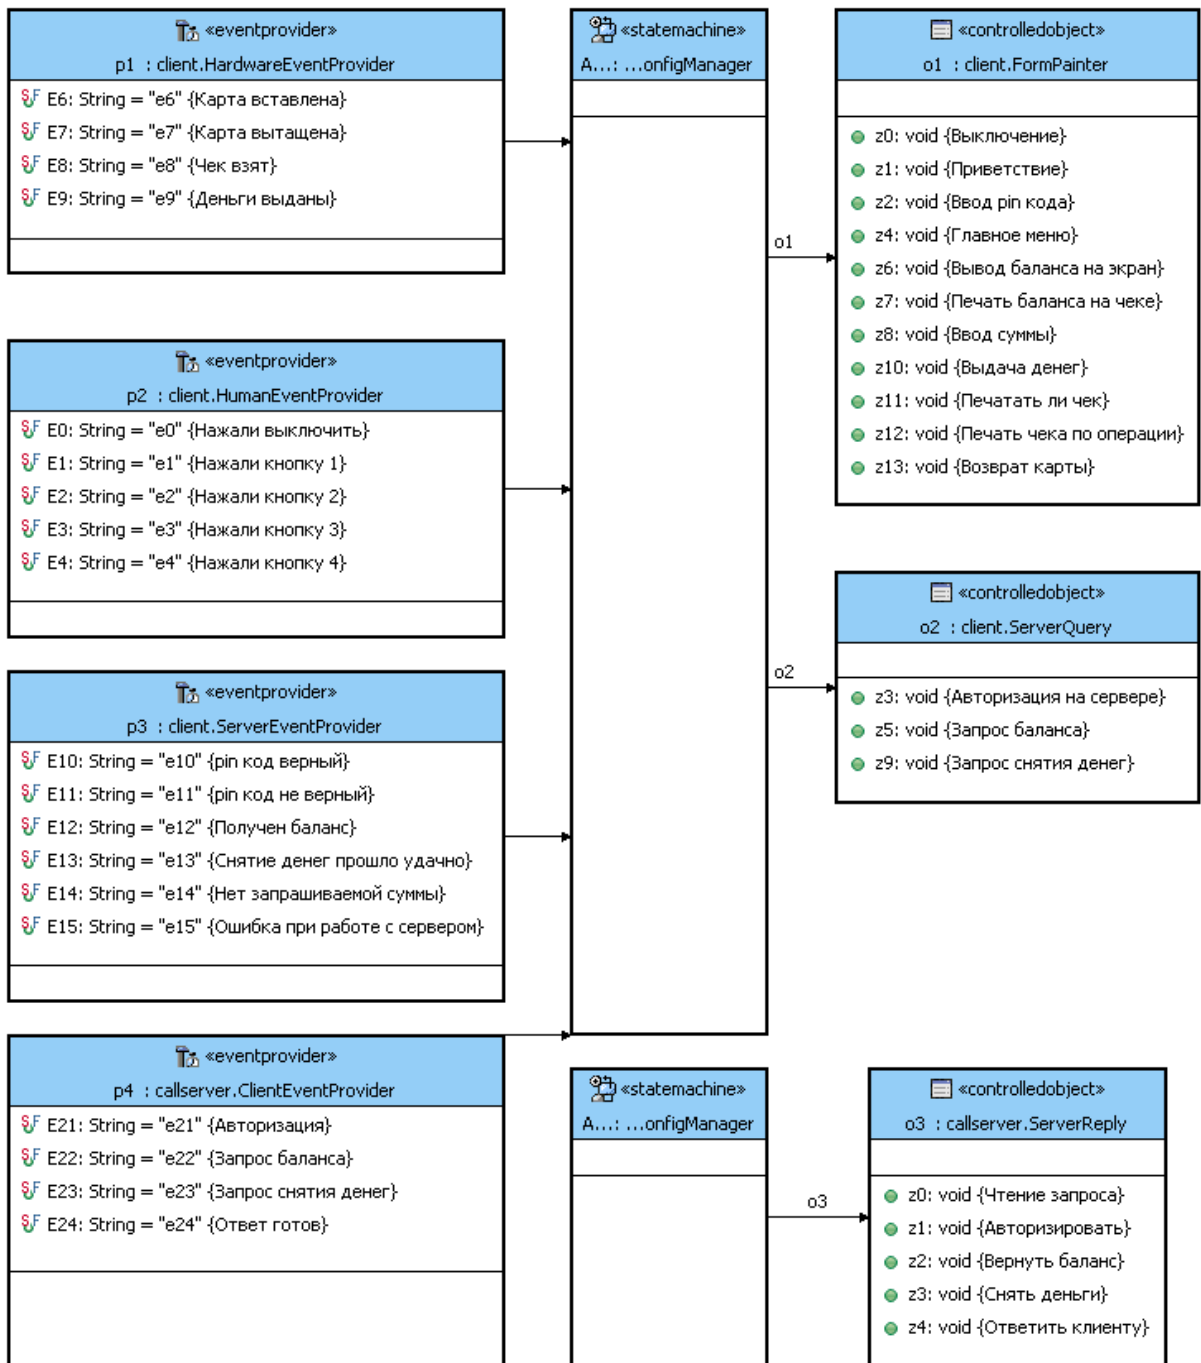 «eventprovider»
p1 : client.HardwareEventProvider
E6: String = "e6" {Карта вставлена}
E7: String = "e7" {Карта вытащена}
E8: String = "e8" {Чек взят}
E9: String = "e9" {Деньги выданы}
«eventprovider»
p2 : client.HumanEventProvider
E0: String = "e0" {Нажали выключить}
E1: String = "e1" {Нажали кнопку 1}
E2: String = "e2" {Нажали кнопку 2}
E3: String = "e3" {Нажали кнопку 3}
E4: String = "e4" {Нажали кнопку 4}
«eventprovider»
p3 : client.ServerEventProvider
E10: String = "e10" {pin код верный}
E11: String = "e11" {pin код не верный}
E12: String = "e12" {Получен баланс}
E13: String = "e13" {Снятие денег прошло удачно}
E14: String = "e14" {Нет запрашиваемой суммы}
E15: String = "e15" {Ошибка при работе с сервером}
«eventprovider»
p4 : callserver.ClientEventProvider
E21: String = "e21" {Авторизация}
E22: String = "e22" {Запрос баланса}
E23: String = "e23" {Запрос снятия денег}
E24: String = "e24" {Ответ готов}
«statemachine»
A...: ...onfigManager
«statemachine»
A...: ...onfigManager
o1
o2
o3
«controlledobject»
o1 : client.FormPainter
z0: void {Выключение}
z1: void {Приветствие}
z2: void {Ввод pin кода}
z4: void {Главное меню}
z6: void {Вывод баланса на экран}
z7: void {Печать баланса на чеке}
z8: void {Ввод суммы}
z10: void {Выдача денег}
z11: void {Печатать ли чек}
z12: void {Печать чека по операции}
z13: void {Возврат карты}
«controlledobject»
o2 : client.ServerQuery
z3: void {Авторизация на сервере}
z5: void {Запрос баланса}
z9: void {Запрос снятия денег}
«controlledobject»
o3 : callserver.ServerReply
z0: void {Чтение запроса}
z1: void {Авторизировать}
z2: void {Вернуть баланс}
z3: void {Снять деньги}
z4: void {Ответить клиенту}